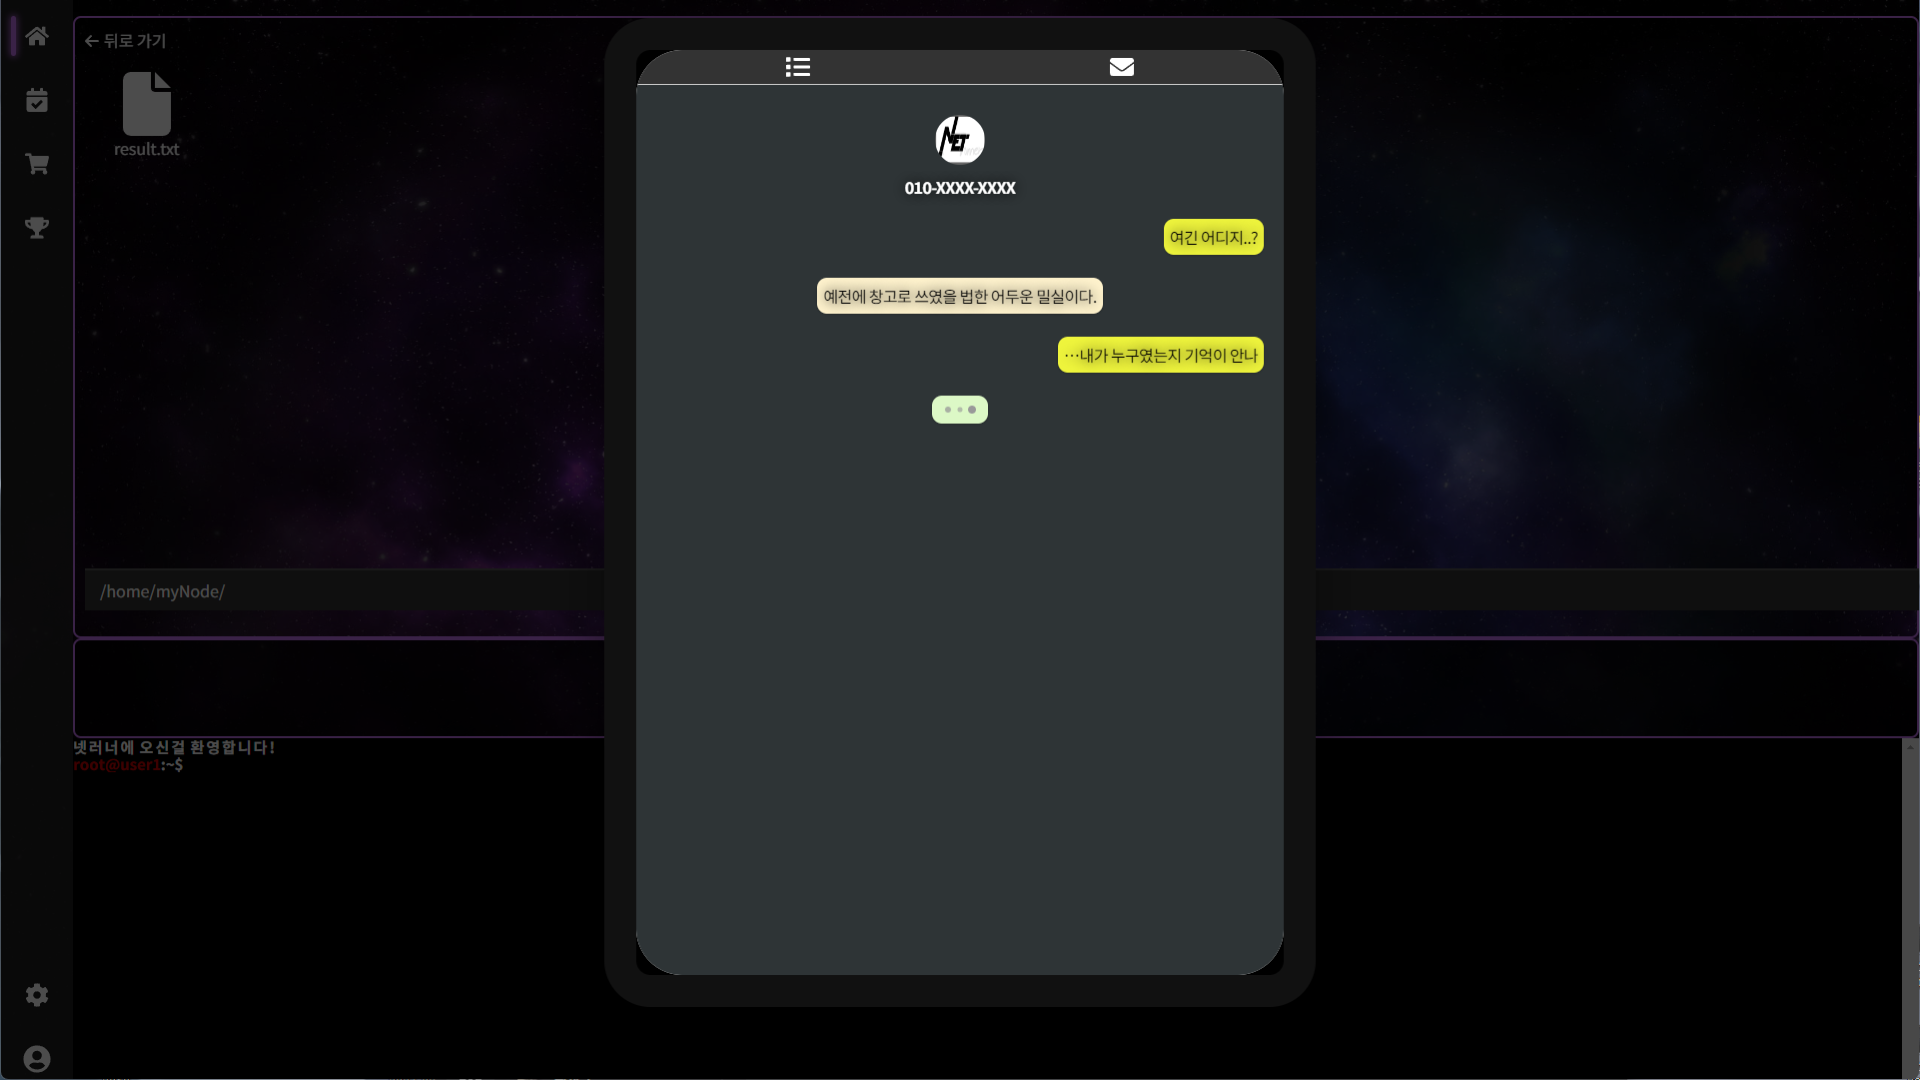 뒤로 가기
result.txt
NET
010-XXXX-XXXX
여긴 어디지..?
예전에 창고로 쓰였을 법한 어두운 밀실이다.
…내가 누구였는지 기억이 안나
/home/myNode/
넷러너에 오신걸 환영합니다!
root@user1:~$